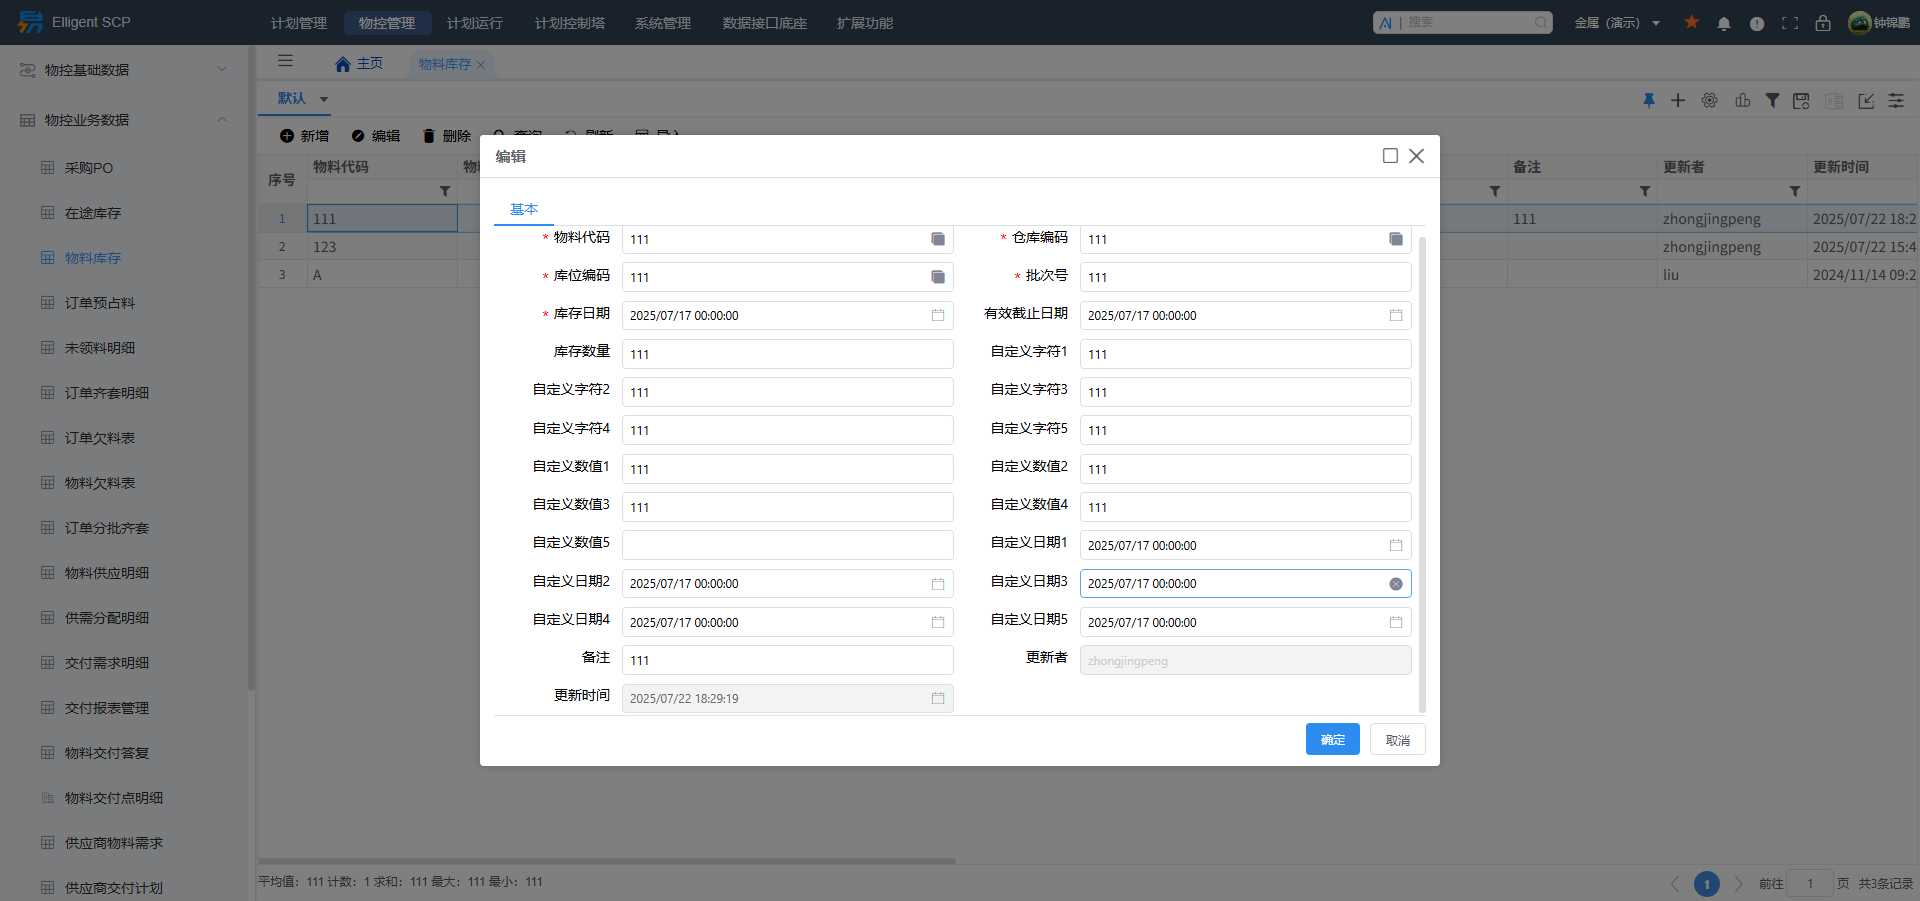 Elligent SCP
计划管理 物控管理 计划运行 计划控制塔 系统管理 数据接口底座 扩展功能
AI | 搜索
金属（演示）
钟锦鹏
物控基础数据
物控业务数据
采购PO
在途库存
物料库存
订单预占料
未领料明细
订单齐套明细
订单欠料表
物料欠料表
订单分批齐套
物料供应明细
供需分配明细
交付需求明细
交付报表管理
物料交付答复
物料交付点明细
供应商物料需求
供应商交付计划
主页 物料库存
默认
新增 编辑 删除 查询 刷新 导入
序号 物料代码 备注 更新者 更新时间
1 111 111 zhongjingpeng 2025/07/22 18:2
2 123 zhongjingpeng 2025/07/22 15:4
3 A liu 2024/11/14 09:2
编辑
基本
* 物料代码 111 * 仓库编码 111
* 库位编码 111 * 批次号 111
* 库存日期 2025/07/17 00:00:00 有效截止日期 2025/07/17 00:00:00
库存数量 111 自定义字符1 111
自定义字符2 111 自定义字符3 111
自定义字符4 111 自定义字符5 111
自定义数值1 111 自定义数值2 111
自定义数值3 111 自定义数值4 111
自定义数值5 自定义日期1 2025/07/17 00:00:00
自定义日期2 2025/07/17 00:00:00 自定义日期3 2025/07/17 00:00:00
自定义日期4 2025/07/17 00:00:00 自定义日期5 2025/07/17 00:00:00
备注 111 更新者 zhongjingpeng
更新时间 2025/07/22 18:29:19
确定 取消
平均值：111 计数：1 求和：111 最大：111 最小：111
1 前往 1 页 共3条记录